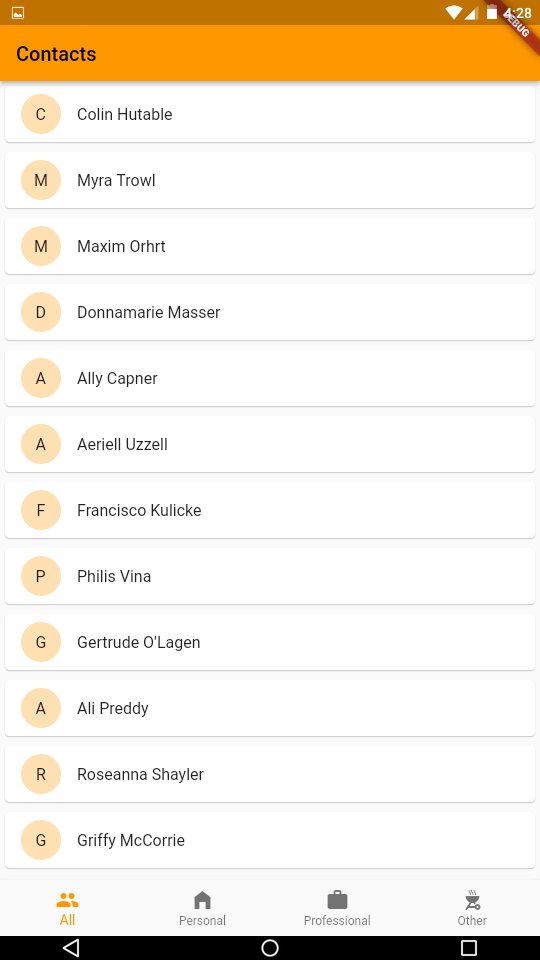 4:28
DEBUG
Contacts
C Colin Hutable
M Myra Trowl
M Maxim Orhrt
D Donnamarie Masser
A Ally Capner
A Aeriell Uzzell
F Francisco Kulicke
P Philis Vina
G Gertrude O'Lagen
A Ali Preddy
R Roseanna Shayler
G Griffy McCorrie
All Personal Professional Other